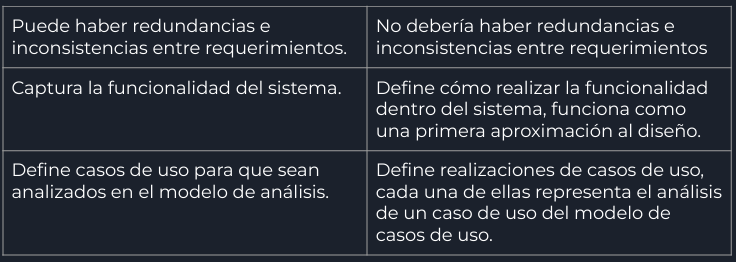 Puede haber redundancias e
inconsistencias entre requerimientos.
No debería haber redundancias e
inconsistencias entre requerimientos
Captura la funcionalidad del sistema.
Define cómo realizar la funcionalidad
dentro del sistema, funciona como
una primera aproximación al diseño.
Define casos de uso para que sean
analizados en el modelo de análisis.
Define realizaciones de casos de uso,
cada una de ellas representa el análisis
de un caso de uso del modelo de
casos de uso.